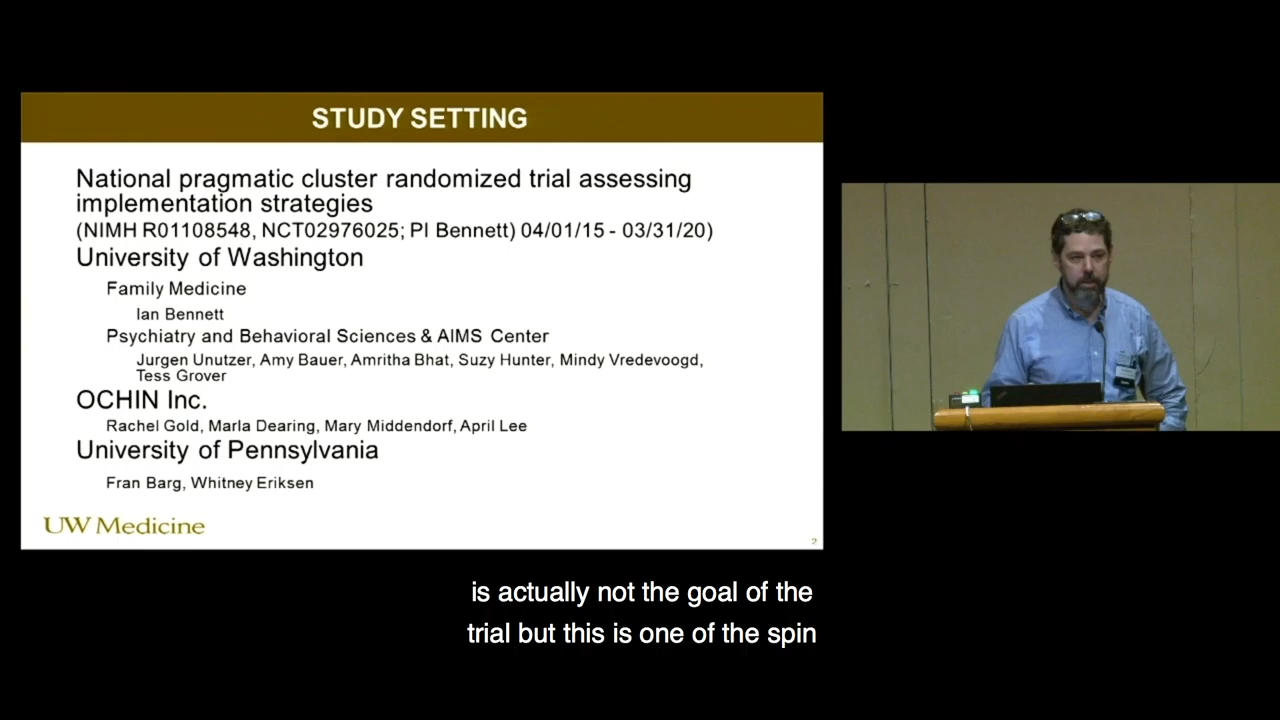 STUDY SETTING
National pragmatic cluster randomized trial assessing
implementation strategies
(NIMH R01108548, NCT02976025; PI Bennett) 04/01/15 - 03/31/20)
University of Washington
Family Medicine
Ian Bennett
Psychiatry and Behavioral Sciences & AIMS Center
Jurgen Unutzer, Amy Bauer, Amritha Bhat, Suzy Hunter, Mindy Vredevoogd,
Tess Grover
OCHIN Inc.
Rachel Gold, Marla Dearing, Mary Middendorf, April Lee
University of Pennsylvania
Fran Barg, Whitney Eriksen
UW Medicine
2
is actually not the goal of the
trial but this is one of the spin